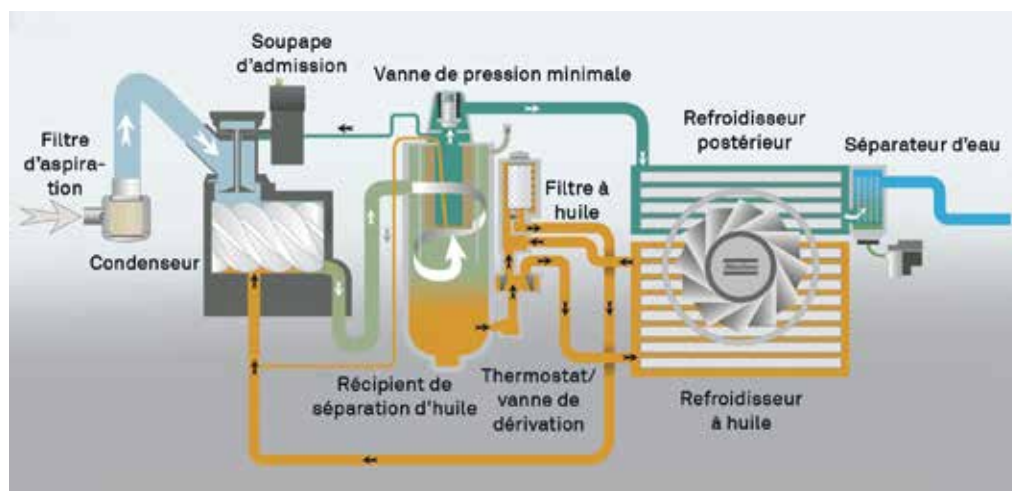 Soupape
d'admission
Vanne de pression minimale
Filtre
d'aspira-
tion
Refroidisseur
postérieur
Séparateur d'eau
Filtre à
huile
Condenseur
Récipient de
séparation d'huile
Thermostat/
vanne de
dérivation
Refroidisseur
à huile